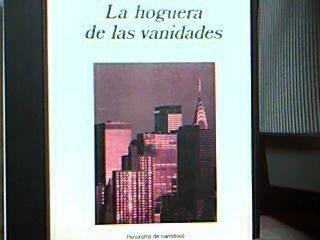 La hoguera
de las vanidades
Panorama de narrativas